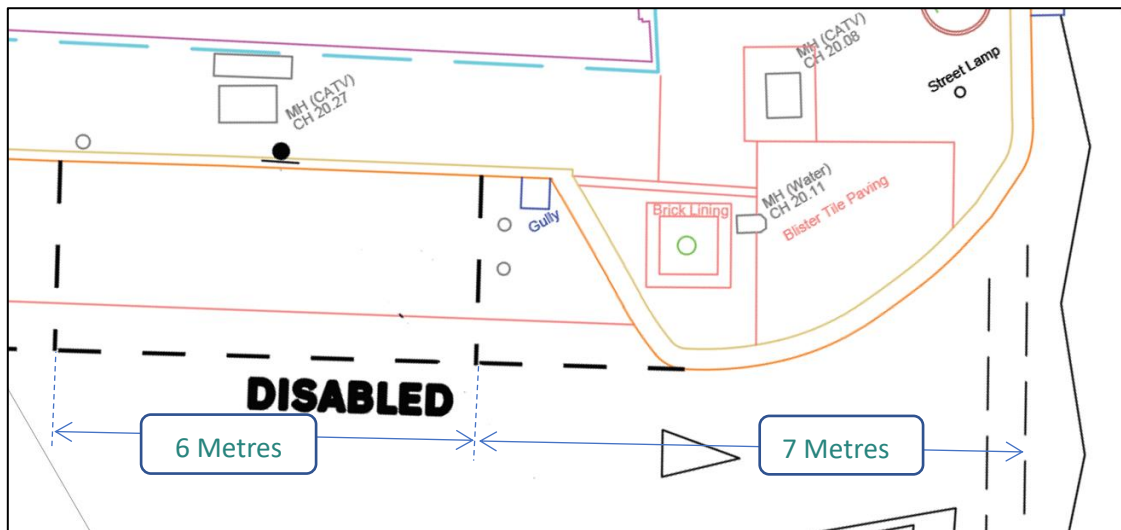 MH (CATV)
CH 20.27
MH (CATV)
CH 20.08
Street Lamp
MH (Water)
CH 20.11
Blister Tile Paving
Brick Lining
Gully
DISABLED
6 Metres
7 Metres